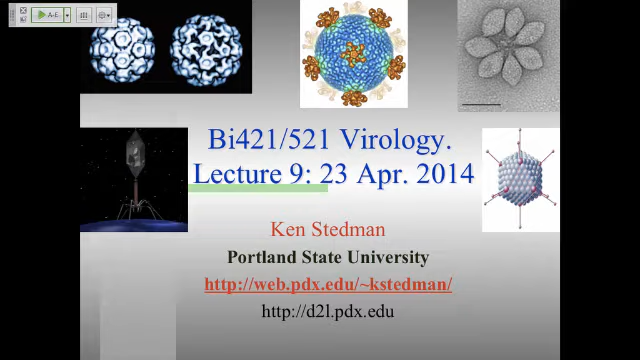 A-E
Bi421/521 Virology.
Lecture 9: 23 Apr. 2014
Ken Stedman
Portland State University
http://web.pdx.edu/~kstedman/
http://d2l.pdx.edu